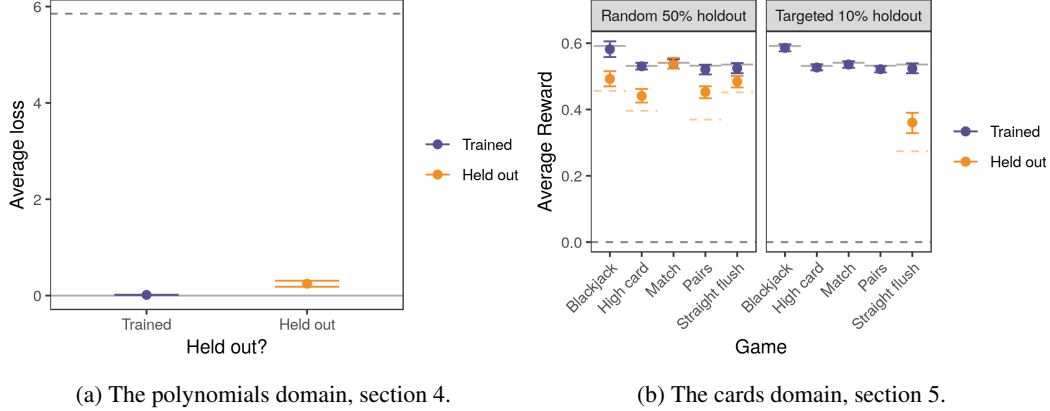 6
4
2
0
Average loss
Trained
Held out
Held out?
Trained
Held out
(a) The polynomials domain, section 4.
Random 50% holdout
Targeted 10% holdout
0.6
0.4
0.2
0.0
Average Reward
Blackjack
High card
Match
Pairs
Straight flush
Blackjack
High card
Match
Pairs
Straight flush
Game
Trained
Held out
(b) The cards domain, section 5.